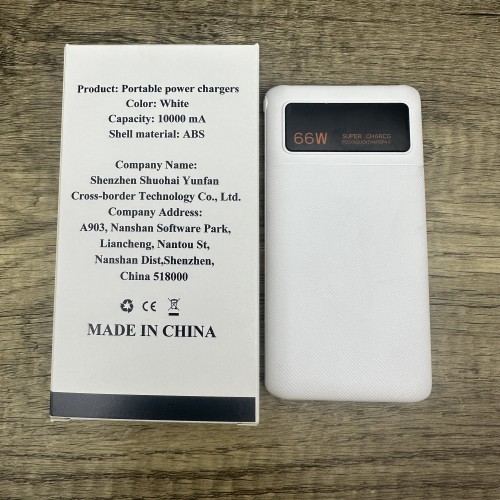 Product: Portable power chargers
Color: White
Capacity: 10000 mA
Shell material: ABS
Company Name:
Shenzhen Shuohai Yunfan
Cross-border Technology Co., Ltd.
Company Address:
A903, Nanshan Software Park,
Liancheng, Nantou St,
Nanshan Dist,Shenzhen,
China 518000
CE
MADE IN CHINA
66W
SUPER CHARCG